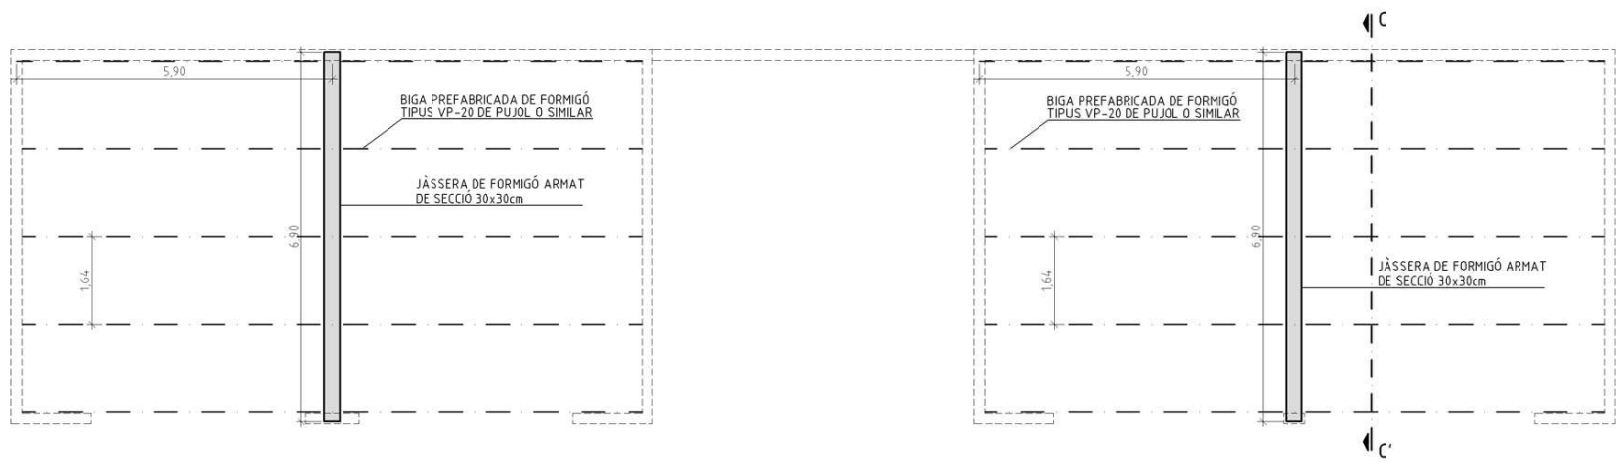 C
5,90
5,90
BIGA PREFABRICADA DE FORMIGÓ
TIPUS VP-20 DE PUJOL O SIMILAR
BIGA PREFABRICADA DE FORMIGÓ
TIPUS VP-20 DE PUJOL O SIMILAR
JÀSSERA DE FORMIGÓ ARMAT
DE SECCIÓ 30x30cm
6,90
6,90
1,64
1,64
JÀSSERA DE FORMIGÓ ARMAT
DE SECCIÓ 30x30cm
C'